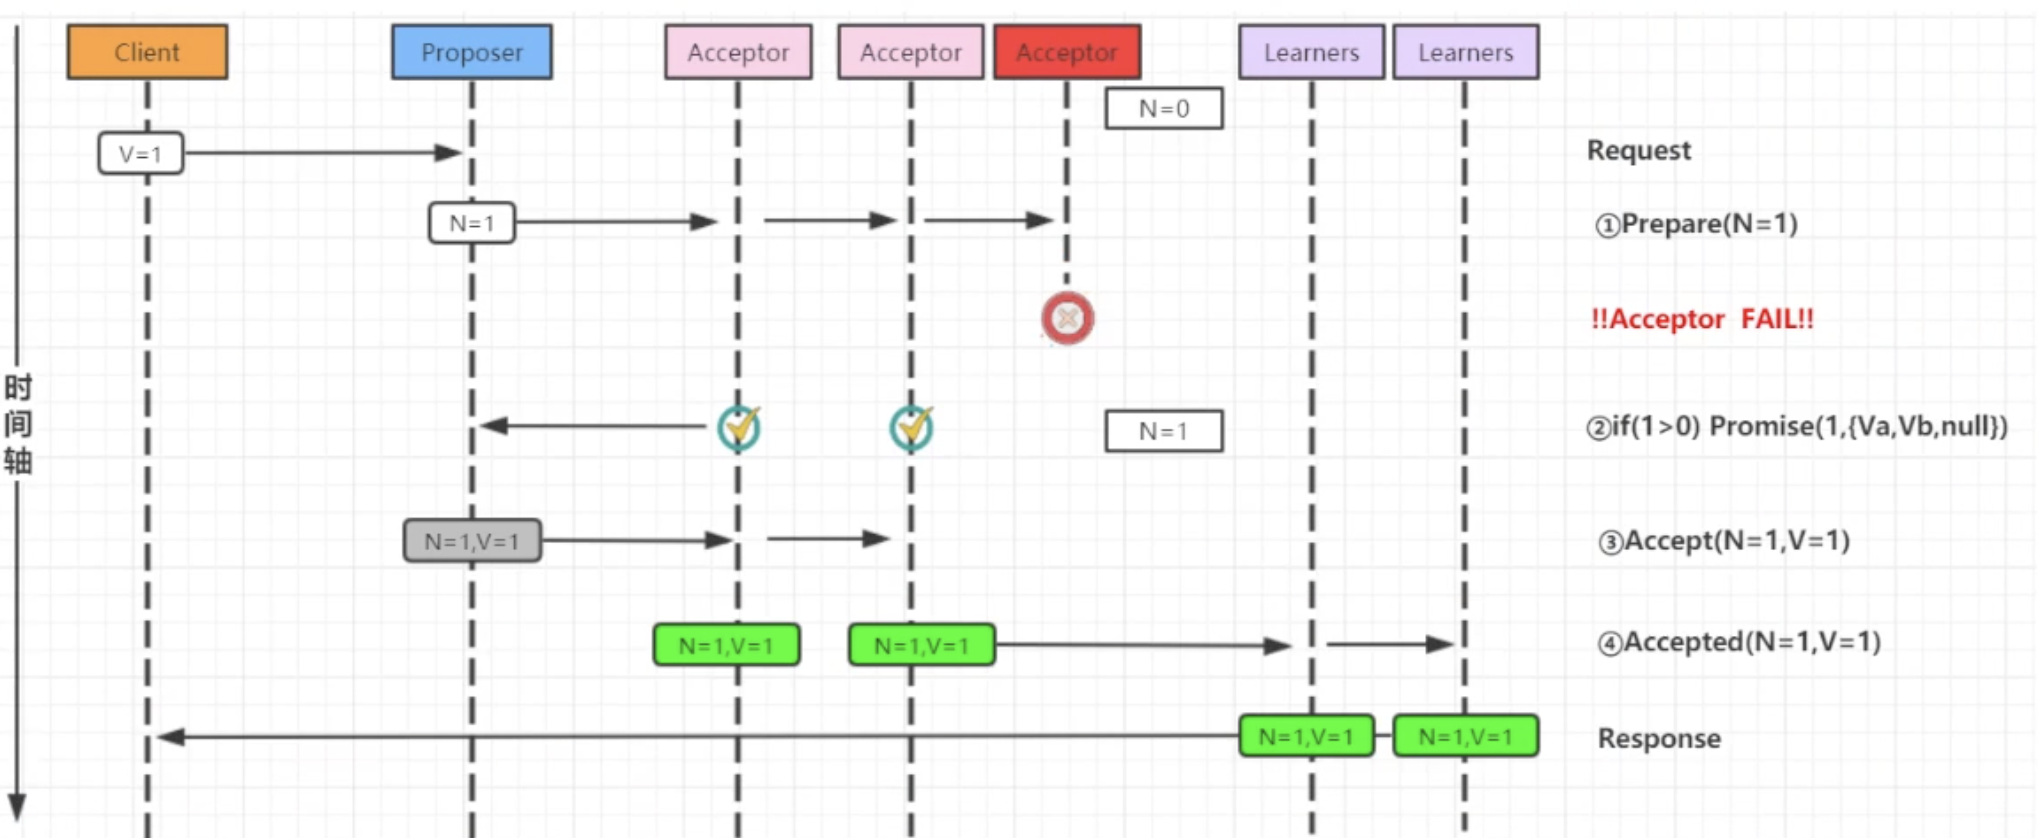 Client
Proposer
Acceptor
Acceptor
Acceptor
Learners
Learners
N=0
V=1
Request
N=1
①Prepare(N=1)
!!Acceptor FAIL!!
时间轴
N=1
②if(1>0) Promise(1,{Va,Vb,null})
N=1,V=1
③Accept(N=1,V=1)
N=1,V=1
N=1,V=1
④Accepted(N=1,V=1)
N=1,V=1
N=1,V=1
Response